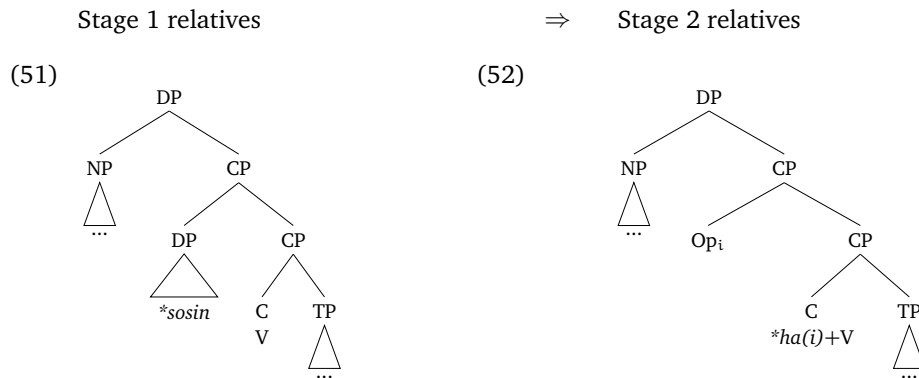 Stage 1 relatives ⇒ Stage 2 relatives
(51) (52)
DP DP
NP CP NP CP
... DP CP ... Opᵢ CP
*sosin C TP C TP
V ... *ha(i)+V ...